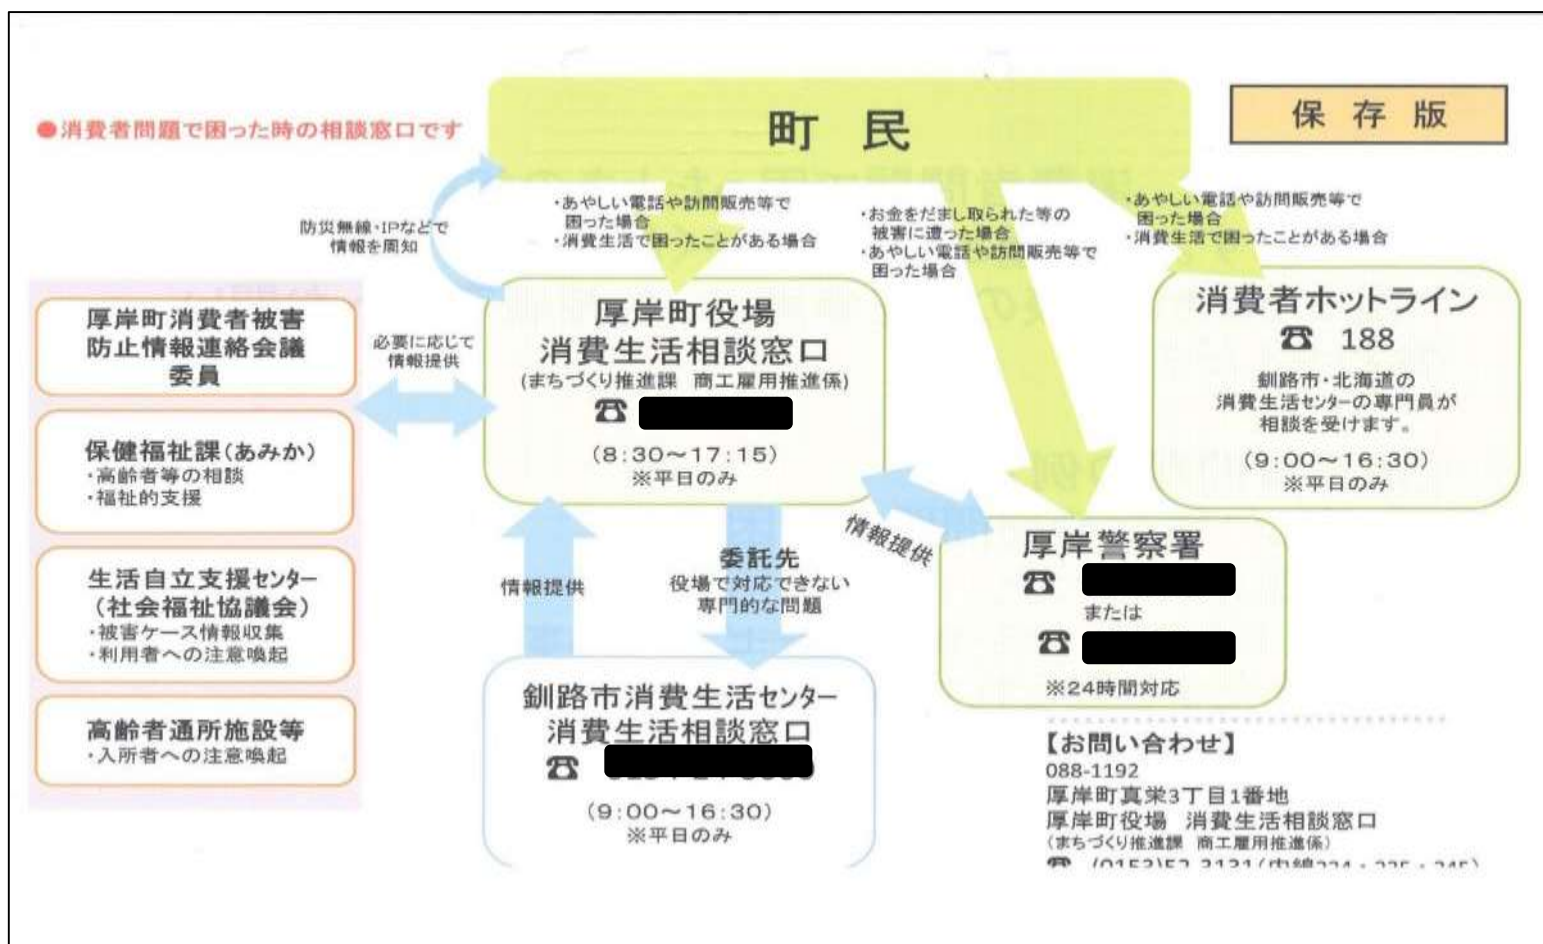 ●消費者問題で困った時の相談窓口です
町 民
保 存 版
防災無線・IPなどで
情報を周知
・あやしい電話や訪問販売等で
困った場合
・消費生活で困ったことがある場合
・お金をだまし取られた等の
被害に遭った場合
・あやしい電話や訪問販売等で
困った場合
・あやしい電話や訪問販売等で
困った場合
・消費生活で困ったことがある場合
厚岸町消費者被害
防止情報連絡会議
委員
必要に応じて
情報提供
保健福祉課(あみか)
・高齢者等の相談
・福祉的支援
生活自立支援センター
(社会福祉協議会)
・被害ケース情報収集
・利用者への注意喚起
高齢者通所施設等
・入所者への注意喚起
厚岸町役場
消費生活相談窓口
(まちづくり推進課 商工雇用推進係)
☎
(8:30~17:15)
※平日のみ
消費者ホットライン
☎ 188
釧路市・北海道の
消費生活センターの専門員が
相談を受けます。
(9:00~16:30)
※平日のみ
情報提供
委託先
役場で対応できない
専門的な問題
情報提供
厚岸警察署
☎
または
☎
※24時間対応
釧路市消費生活センター
消費生活相談窓口
☎
(9:00~16:30)
※平日のみ
【お問い合わせ】
088-1192
厚岸町真栄3丁目1番地
厚岸町役場 消費生活相談窓口
(まちづくり推進課 商工雇用推進係)
☎ (0153)52-3131(内線224・225・245)